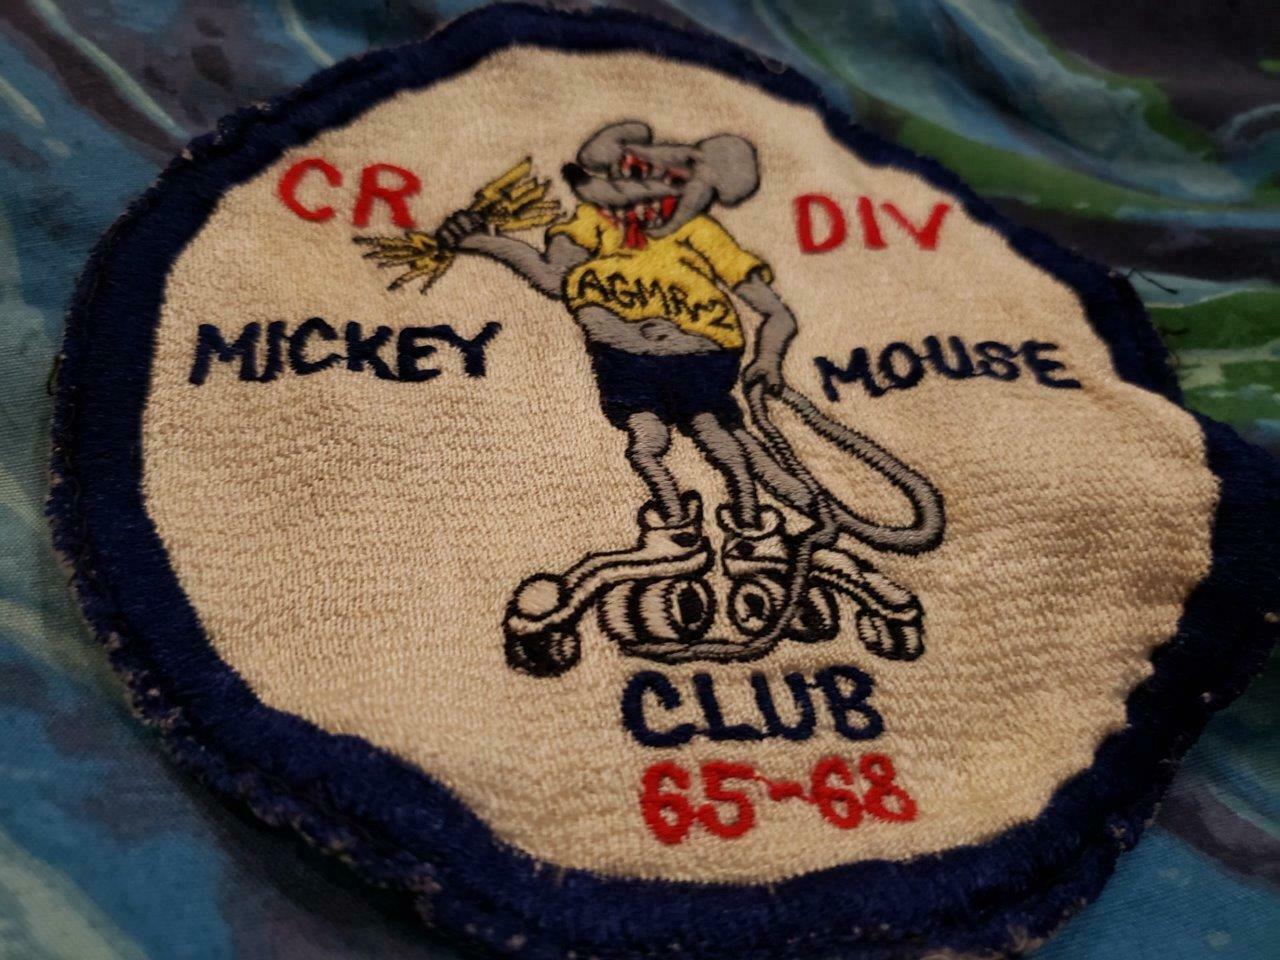 CR DIV
AGMR-2
MICKEY MOUSE
CLUB
65-68